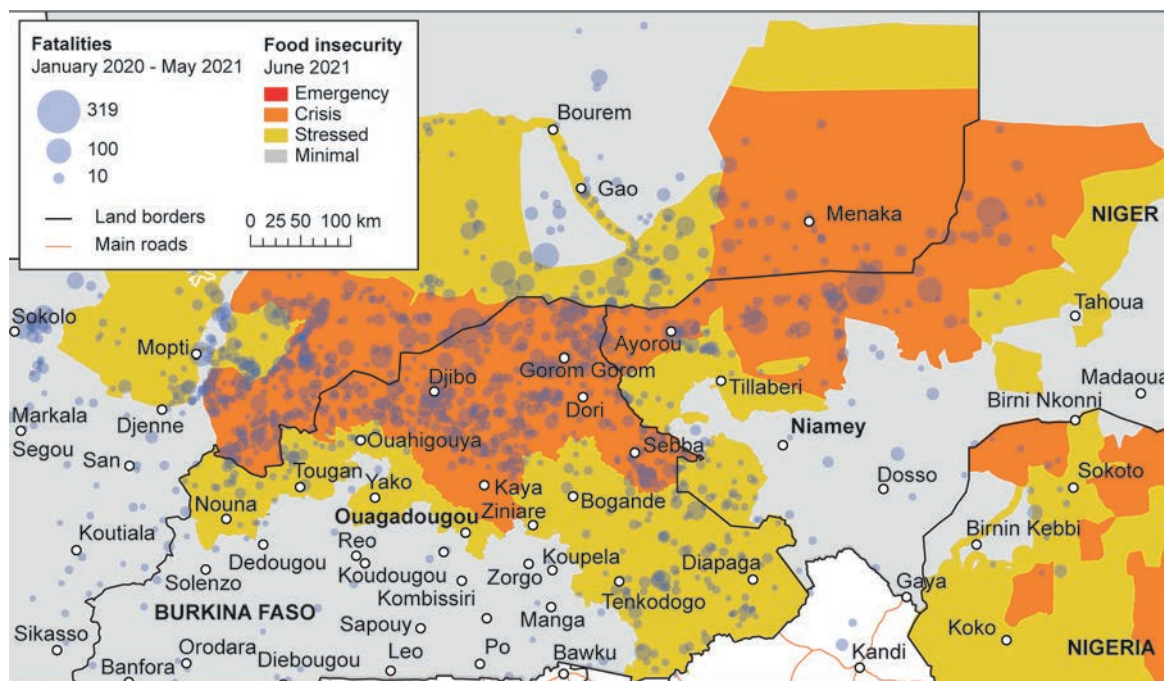 Fatalities
January 2020 - May 2021
319
100
10
Land borders
Main roads
Food insecurity
June 2021
Emergency
Crisis
Stressed
Minimal
0 25 50 100 km
Bourem
Gao
Menaka
NIGER
Tahoua
Sokolo
Mopti
Ayorou
Gorom Gorom
Djibo
Tillaberi
Madaoua
Dori
Birni Nkonni
Djenne
Markala
Niamey
Segou
Ouahigouya
Sebba
San
Dosso
Sokoto
Tougan
Kaya
Yako
Bogande
Nouna
Ziniare
Ouagadougou
Birnin Kebbi
Koutiala
Reo
Dedougou
Koupela
Solenzo
Koudougou
Zorgo
Diapaga
Gaya
Kombissiri
Tenkodogo
BURKINA FASO
Manga
Sapouy
Koko
Sikasso
Orodara
Diebougou
Leo
Po
Bawku
Kandi
NIGERIA
Banfora